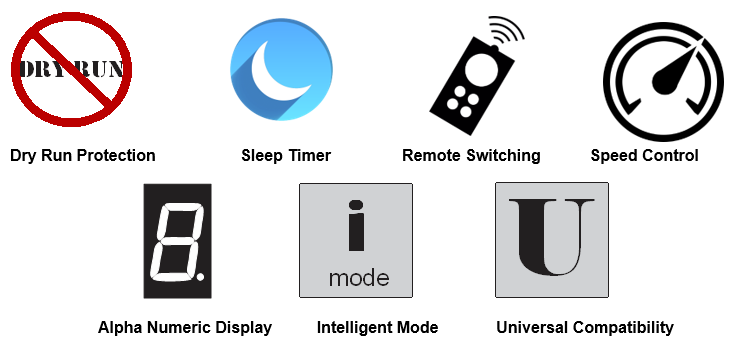 DRY RUN
Dry Run Protection
Sleep Timer
Remote Switching
Speed Control
8.
i
mode
U
Alpha Numeric Display
Intelligent Mode
Universal Compatibility